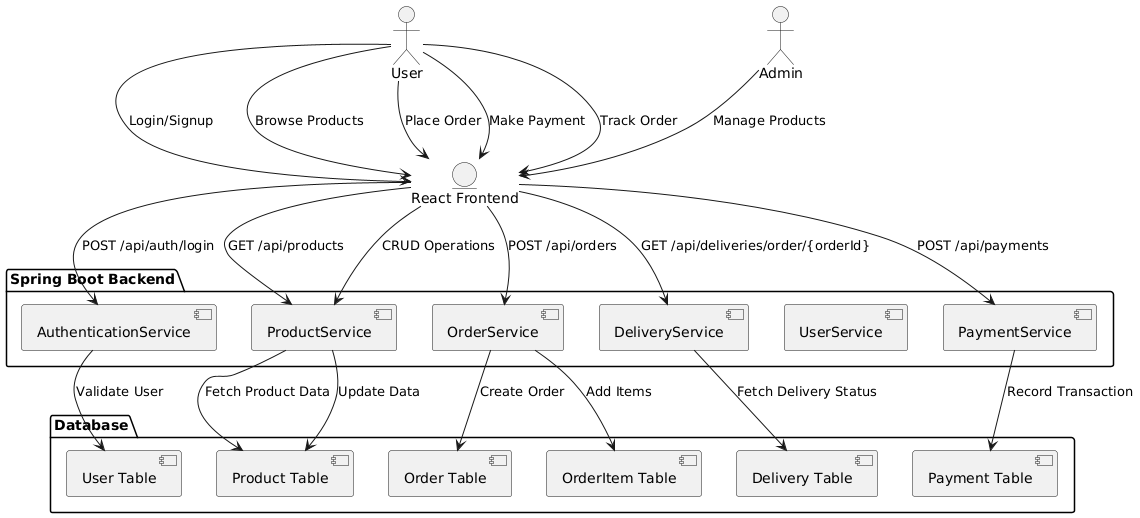 User
Admin
Login/Signup
Browse Products
Place Order
Make Payment
Track Order
Manage Products
React Frontend
POST /api/auth/login
GET /api/products
CRUD Operations
POST /api/orders
GET /api/deliveries/order/{orderId}
POST /api/payments
Spring Boot Backend
AuthenticationService
ProductService
OrderService
DeliveryService
UserService
PaymentService
Validate User
Fetch Product Data
Update Data
Create Order
Add Items
Fetch Delivery Status
Record Transaction
Database
User Table
Product Table
Order Table
OrderItem Table
Delivery Table
Payment Table